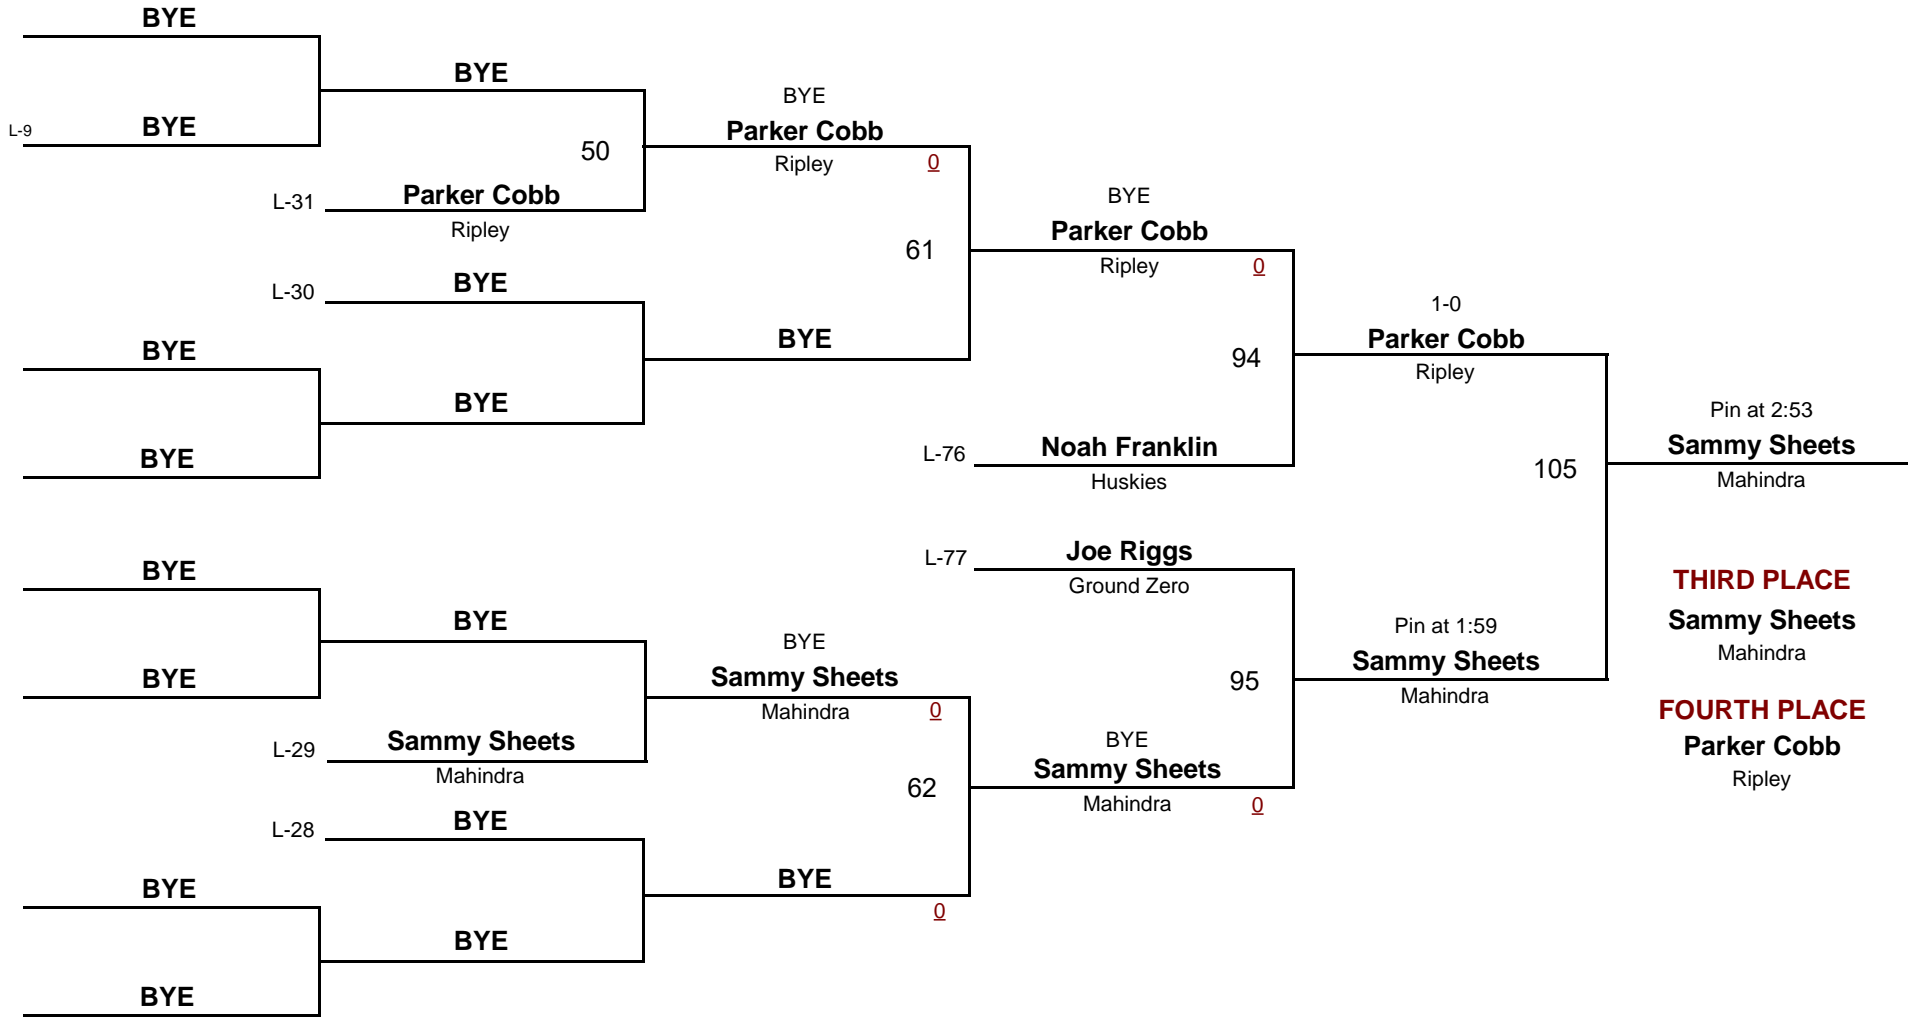 BYE
BYE
BYE
L-9
BYE
Parker Cobb
50
Ripley
0
Parker Cobb
L-31
BYE
Ripley
Parker Cobb
61
Ripley
0
BYE
L-30
1-0
BYE
Parker Cobb
BYE
94
Ripley
BYE
Pin at 2:53
Noah Franklin
Sammy Sheets
L-76
BYE
105
Huskies
Mahindra
Joe Riggs
L-77
BYE
THIRD PLACE
Ground Zero
BYE
Sammy Sheets
Pin at 1:59
BYE
Mahindra
Sammy Sheets
BYE
Sammy Sheets
95
Mahindra
Mahindra
0
FOURTH PLACE
Sammy Sheets
BYE
Parker Cobb
L-29
Sammy Sheets
Mahindra
Ripley
62
Mahindra
0
BYE
L-28
BYE
BYE
0
BYE
BYE